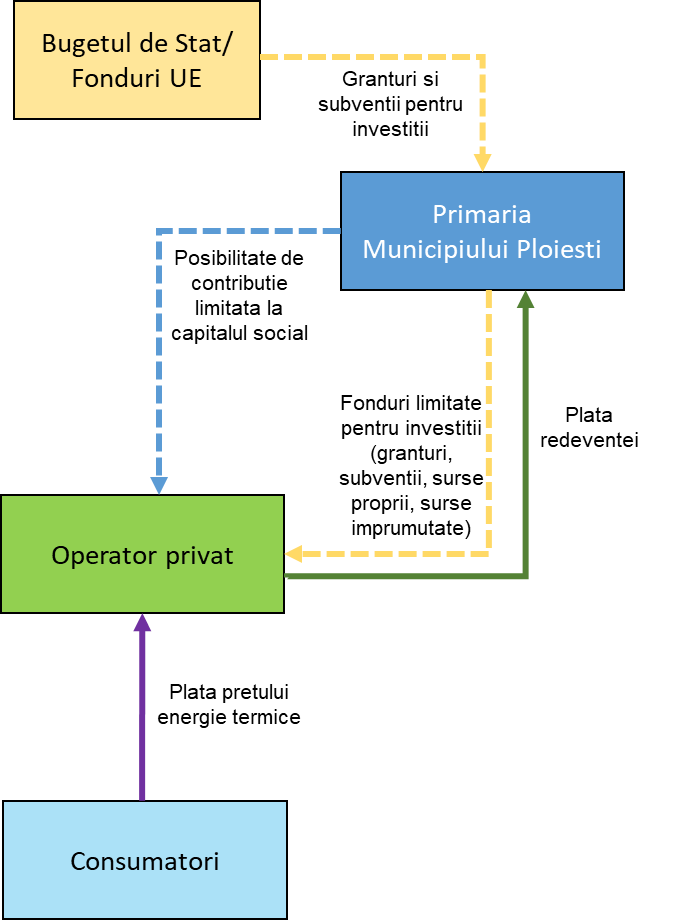 Bugetul de Stat/
Fonduri UE
Granturi si
subventii pentru
investitii
Primaria
Municipiului Ploiesti
Posibilitate de
contributie
limitata la
capitalul social
Fonduri limitate
pentru investitii
(granturi,
subventii, surse
proprii, surse
imprumutate)
Plata
redeventei
Operator privat
Plata pretului
energie termice
Consumatori